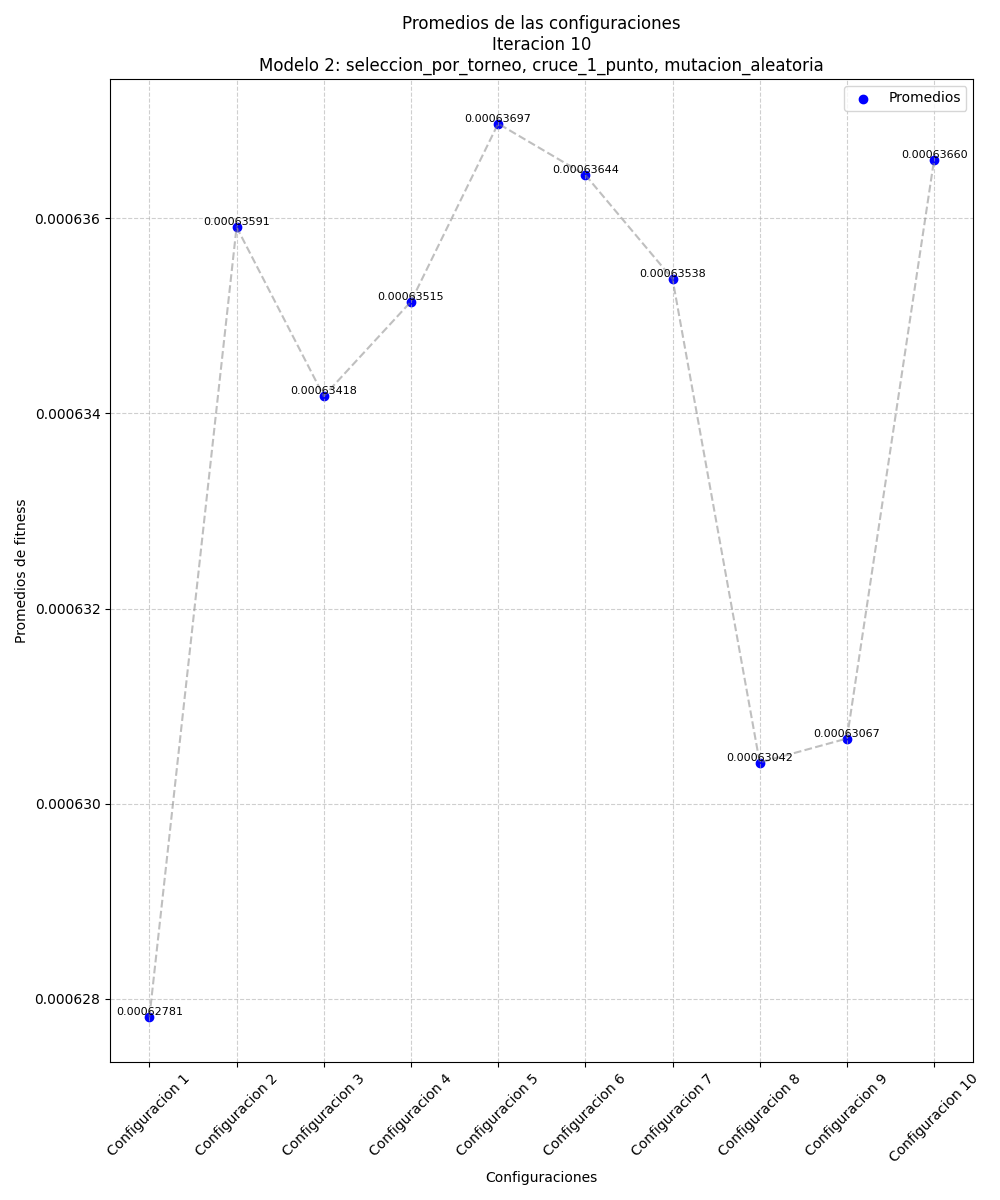 Promedios de las configuraciones
Iteracion 10
Modelo 2: seleccion_por_torneo, cruce_1_punto, mutacion_aleatoria
Promedios
0.00063697
0.00063660
0.00063644
0.00063591
0.00063538
0.00063515
0.00063418
0.00063067
0.00063042
0.00062781
0.000636
0.000634
0.000632
0.000630
0.000628
Promedios de fitness
Configuracion 1
Configuracion 2
Configuracion 3
Configuracion 4
Configuracion 5
Configuracion 6
Configuracion 7
Configuracion 8
Configuracion 9
Configuracion 10
Configuraciones